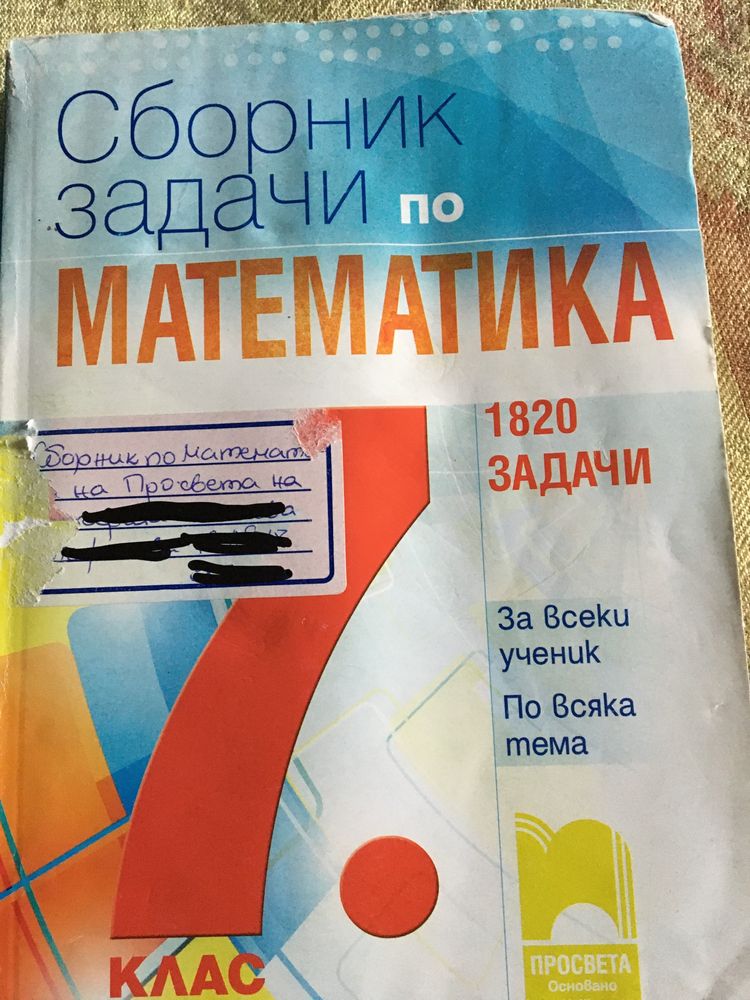 Сборник
задачи по
МАТЕМАТИКА
1820
ЗАДАЧИ
Сборник по Математ
на Просвета на
За всеки
ученик
По всяка
тема
7.
КЛАС
ПРОСВЕТА
Основано